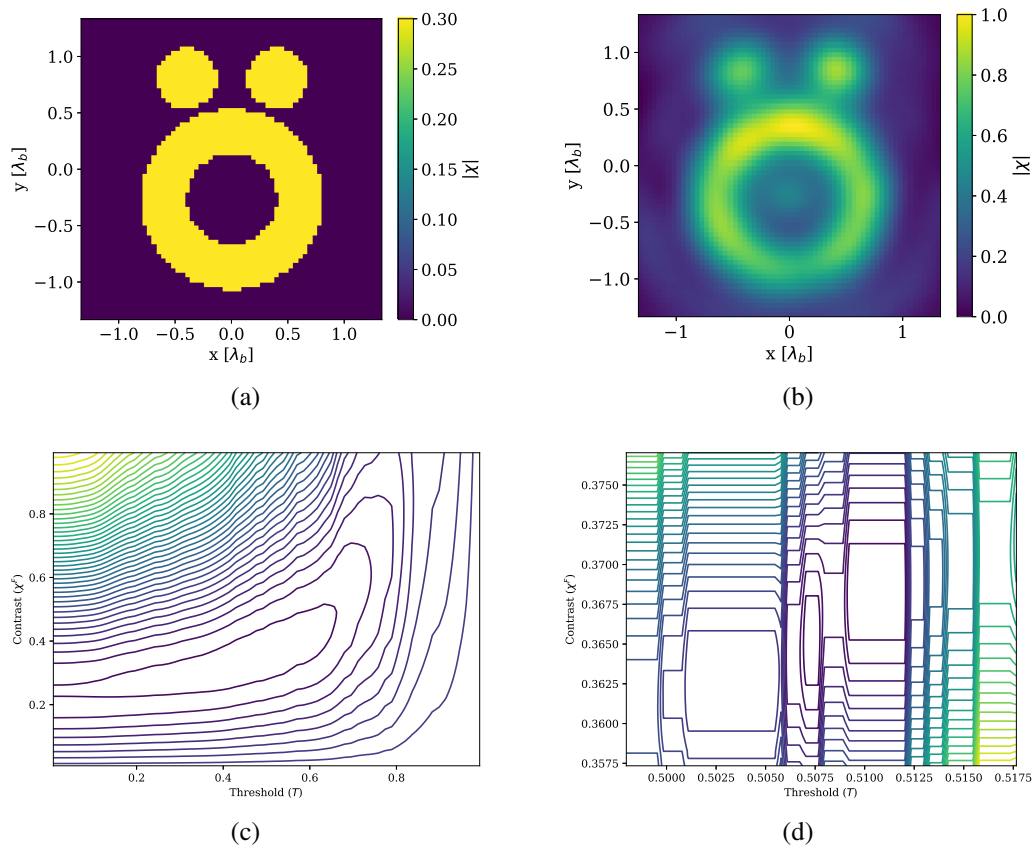 1.0
0.5
0.0
−0.5
−1.0
y [λb]
−1.0 −0.5 0.0 0.5 1.0
x [λb]
0.30
0.25
0.20
0.15
0.10
0.05
0.00
|χ|
(a)
1.0
0.5
0.0
−0.5
−1.0
y [λb]
−1 0 1
x [λb]
1.0
0.8
0.6
0.4
0.2
0.0
|χ|
(b)
0.8
0.6
0.4
0.2
Contrast (χᴱ)
0.2 0.4 0.6 0.8
Threshold (T)
(c)
0.3750
0.3725
0.3700
0.3675
0.3650
0.3625
0.3600
0.3575
Contrast (χᴱ)
0.5000 0.5025 0.5050 0.5075 0.5100 0.5125 0.5150 0.5175
Threshold (T)
(d)